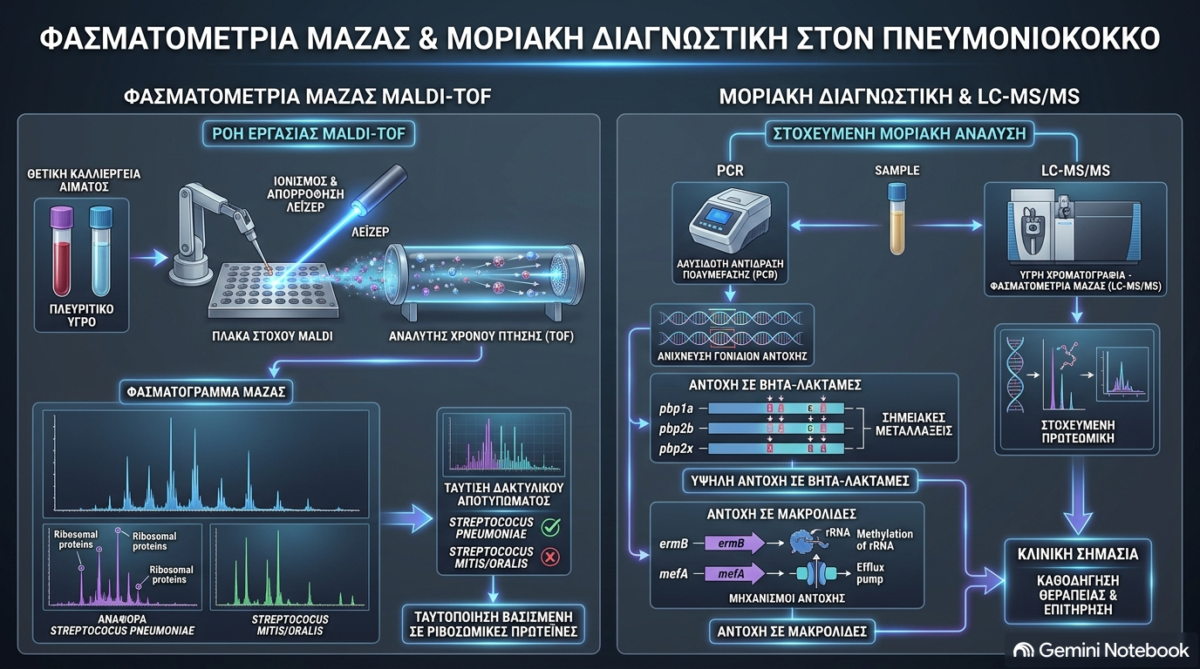 ΦΑΣΜΑΤΟΜΕΤΡΙΑ ΜΑΖΑΣ & ΜΟΡΙΑΚΗ ΔΙΑΓΝΩΣΤΙΚΗ ΣΤΟΝ ΠΝΕΥΜΟΝΙΟΚΟΚΚΟ
ΦΑΣΜΑΤΟΜΕΤΡΙΑ ΜΑΖΑΣ MALDI-TOF
ΡΟΗ ΕΡΓΑΣΙΑΣ MALDI-TOF
ΘΕΤΙΚΗ ΚΑΛΛΙΕΡΓΕΙΑ
ΑΙΜΑΤΟΣ
ΠΛΕΥΡΙΤΙΚΟ
ΥΓΡΟ
ΙΟΝΙΣΜΟΣ &
ΑΠΟΡΡΟΦΗΣΗ
ΛΕΪΖΕΡ
ΛΕΪΖΕΡ
ΠΛΑΚΑ ΣΤΟΧΟΥ MALDI
ΑΝΑΛΥΤΗΣ ΧΡΟΝΟΥ ΠΤΗΣΗΣ (TOF)
ΦΑΣΜΑΤΟΓΡΑΜΜΑ ΜΑΖΑΣ
Ribosomal
proteins
Ribosomal
proteins
Ribosomal
proteins
STREPTOCOCUS PNEUMONIAE
STREPTOCOCUS
MITIS/ORALIS
ΤΑΥΤΙΣΗ ΔΑΚΤΥΛΙΚΟΥ
ΑΠΟΤΥΠΩΜΑΤΟΣ
STREPTOCOCUS
PNEUMONIAE
STREPTOCOCUS
MITIS/ORALIS
ΤΑΥΤΟΠΟΙΗΣΗ ΒΑΣΙΣΜΕΝΗ
ΣΕ ΡΙΒΟΣΩΜΙΚΕΣ ΠΡΩΤΕΪΝΕΣ
ΜΟΡΙΑΚΗ ΔΙΑΓΝΩΣΤΙΚΗ & LC-MS/MS
ΣΤΟΧΕΥΜΕΝΗ ΜΟΡΙΑΚΗ ΑΝΑΛΥΣΗ
PCR
SAMPLE
LC-MS/MS
ΑΛΥΣΙΔΟΤΗ ΑΝΤΙΔΡΑΣΗ
ΠΟΛΥΜΕΡΑΣΗΣ (PCR)
ΥΓΡΗ ΧΡΟΜΑΤΟΓΡΑΦΙΑ -
ΦΑΣΜΑΤΟΜΕΤΡΙΑ ΜΑΖΑΣ (LC-MS/MS)
ΑΝΙΧΝΕΥΣΗ ΓΟΝΙΔΙΩΝ ΑΝΤΟΧΗΖ
ΑΝΤΟΧΗ ΣΕ ΒΗΤΑ-ΛΑΚΤΑΜΕΣ
pbp1a
pbp2b
pbp2x
ΣΗΜΕΙΑΚΕΣ
ΜΕΤΑΛΛΑΞΕΙΣ
ΥΨΗΛΗ ΑΝΤΟΧΗ ΣΕ ΒΗΤΑ-ΛΑΚΤΑΜΕΣ
ΑΝΤΟΧΗ ΣΕ ΜΑΚΡΟΛΙΔΕΣ
ermB
ermB
rRNA
Methylation
of rRNA
mefA
mefA
Efflux
pump
ΜΗΧΑΝΙΣΜΟΙ ΑΝΤΟΧΗΣ
ΑΝΤΟΧΗ ΣΕ ΜΑΚΡΟΛΙΔΕΣ
ΣΤΟΧΕΥΜΕΝΗ
ΠΡΩΤΕΟΜΙΚΗ
ΚΛΙΝΙΚΗ ΣΗΜΑΣΙΑ
ΚΑΘΟΔΗΓΗΣΗ
ΘΕΡΑΠΕΙΑΣ &
ΕΠΙΤΗΡΗΣΗ
Gemini Notebook